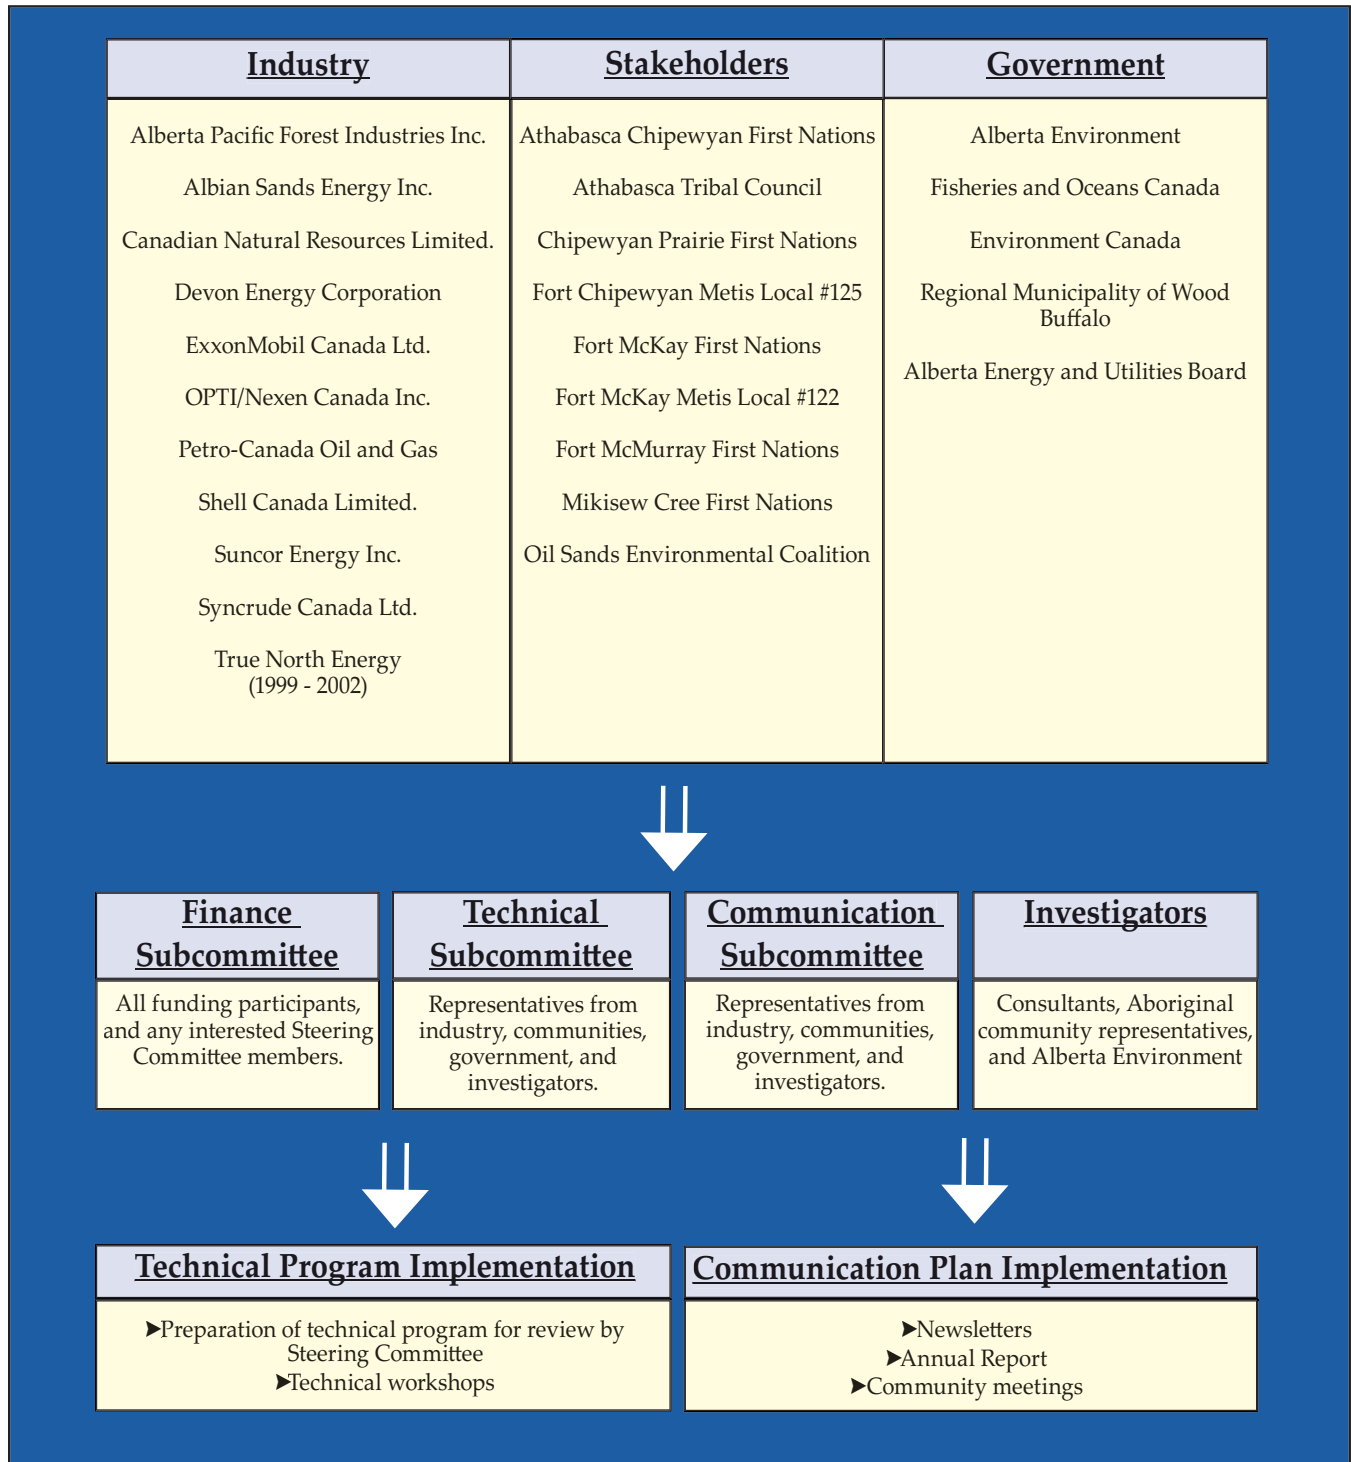 Industry
Alberta Pacific Forest Industries Inc.
Albian Sands Energy Inc.
Canadian Natural Resources Limited.
Devon Energy Corporation
ExxonMobil Canada Ltd.
OPTI/Nexen Canada Inc.
Petro-Canada Oil and Gas
Shell Canada Limited.
Suncor Energy Inc.
Syncrude Canada Ltd.
True North Energy
(1999 - 2002)
Stakeholders
Athabasca Chipewyan First Nations
Athabasca Tribal Council
Chipewyan Prairie First Nations
Fort Chipewyan Metis Local #125
Fort McKay First Nations
Fort McKay Metis Local #122
Fort McMurray First Nations
Mikisew Cree First Nations
Oil Sands Environmental Coalition
Government
Alberta Environment
Fisheries and Oceans Canada
Environment Canada
Regional Municipality of Wood
Buffalo
Alberta Energy and Utilities Board
Finance
Subcommittee
All funding participants,
and any interested Steering
Committee members.
Technical
Subcommittee
Representatives from
industry, communities,
government, and
investigators.
Communication
Subcommittee
Representatives from
industry, communities,
government, and
investigators.
Investigators
Consultants, Aboriginal
community representatives,
and Alberta Environment
Technical Program Implementation
➤Preparation of technical program for review by
Steering Committee
➤Technical workshops
Communication Plan Implementation
➤Newsletters
➤Annual Report
➤Community meetings